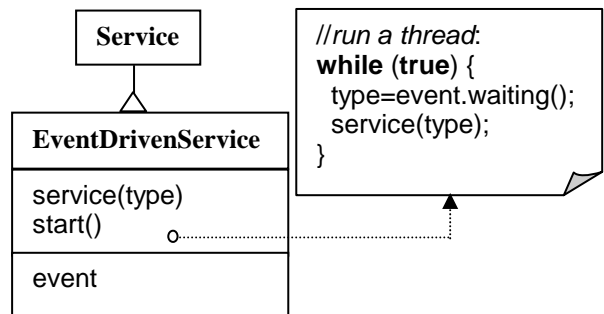 Service
EventDrivenService
service(type)
start()
event
//run a thread:
while (true) {
type=event.waiting();
service(type);
}